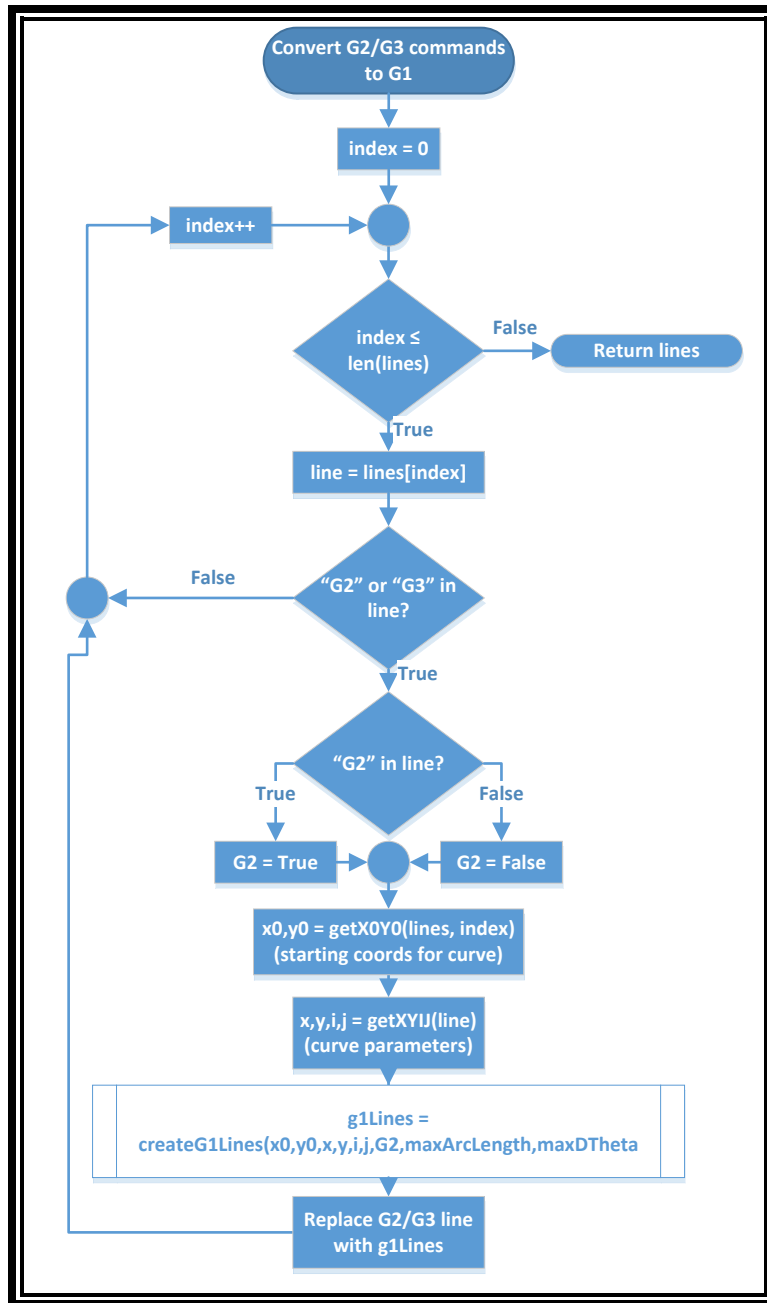 Convert G2/G3 commands
to G1
index = 0
index++
index ≤
len(lines)
False
Return lines
True
line = lines[index]
“G2” or “G3” in
line?
False
True
“G2” in line?
True
False
G2 = True
G2 = False
x0,y0 = getX0Y0(lines, index)
(starting coords for curve)
x,y,i,j = getXYIJ(line)
(curve parameters)
g1Lines =
createG1Lines(x0,y0,x,y,i,j,G2,maxArcLength,maxDTheta
Replace G2/G3 line
with g1Lines